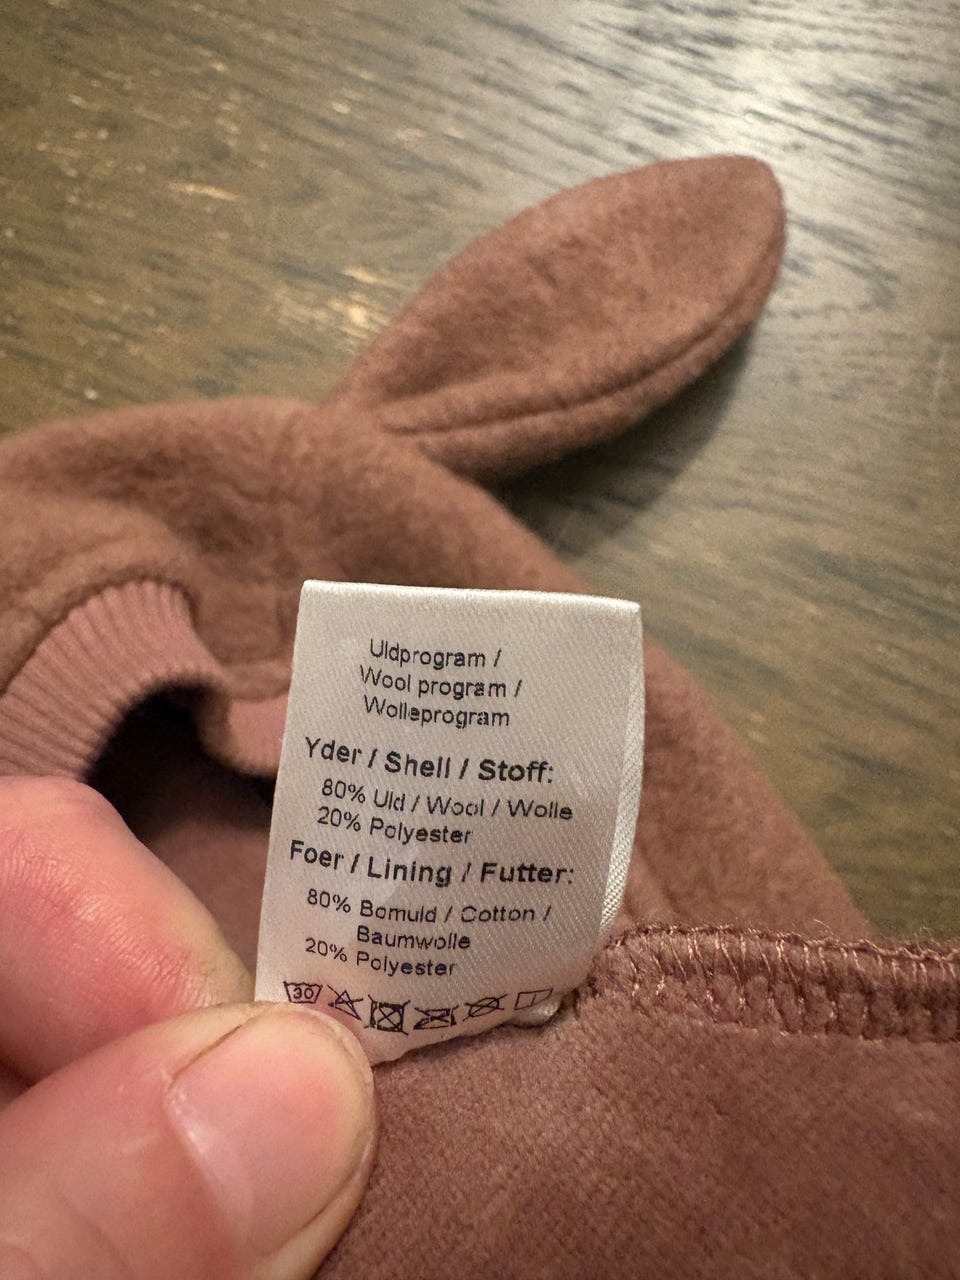 Uldprogram /
Wool program /
Wolleprogram
Yder / Shell / Stoff:
80% Uld / Wool / Wolle
20% Polyester
Foer / Lining / Futter:
80% Bomuld / Cotton /
Baumwolle
20% Polyester
30